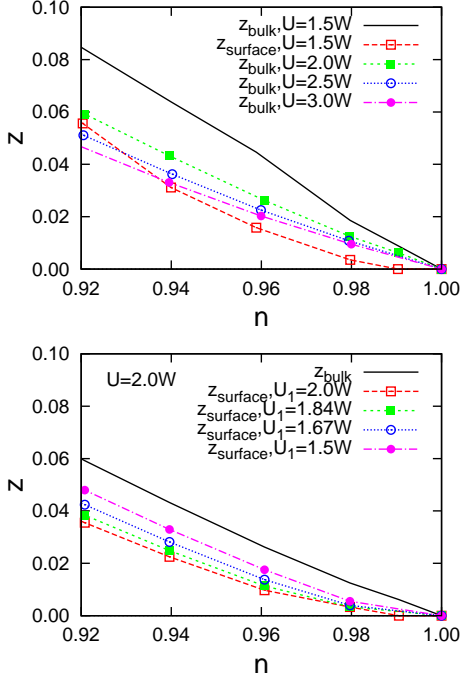 z
0.10
0.08
0.06
0.04
0.02
0.00
z_bulk,U=1.5W
z_surface,U=1.5W
z_bulk,U=2.0W
z_bulk,U=2.5W
z_bulk,U=3.0W
0.92 0.94 0.96 0.98 1.00
n
z
0.10
0.08
0.06
0.04
0.02
0.00
U=2.0W
z_bulk
z_surface,U_1=2.0W
z_surface,U_1=1.84W
z_surface,U_1=1.67W
z_surface,U_1=1.5W
0.92 0.94 0.96 0.98 1.00
n